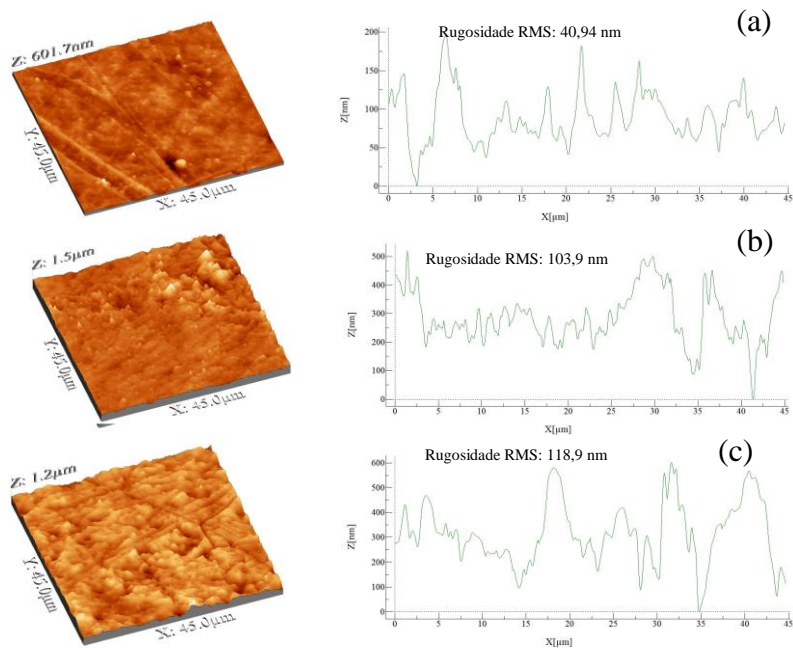 (a)
Rugosidade RMS: 40,94 nm
Z: 601.7nm
Y: 45.0µm
X: 45.0µm
Z[nm]
200
150
100
50
0
0 5 10 15 20 25 30 35 40 45
X[µm]
(b)
Rugosidade RMS: 103,9 nm
Z: 1.5µm
Y: 45.0µm
X: 45.0µm
Z[nm]
500
400
300
200
100
0
0 5 10 15 20 25 30 35 40 45
X[µm]
(c)
Rugosidade RMS: 118,9 nm
Z: 1.2µm
Y: 45.0µm
X: 45.0µm
Z[nm]
600
500
400
300
200
100
0
0 5 10 15 20 25 30 35 40 45
X[µm]